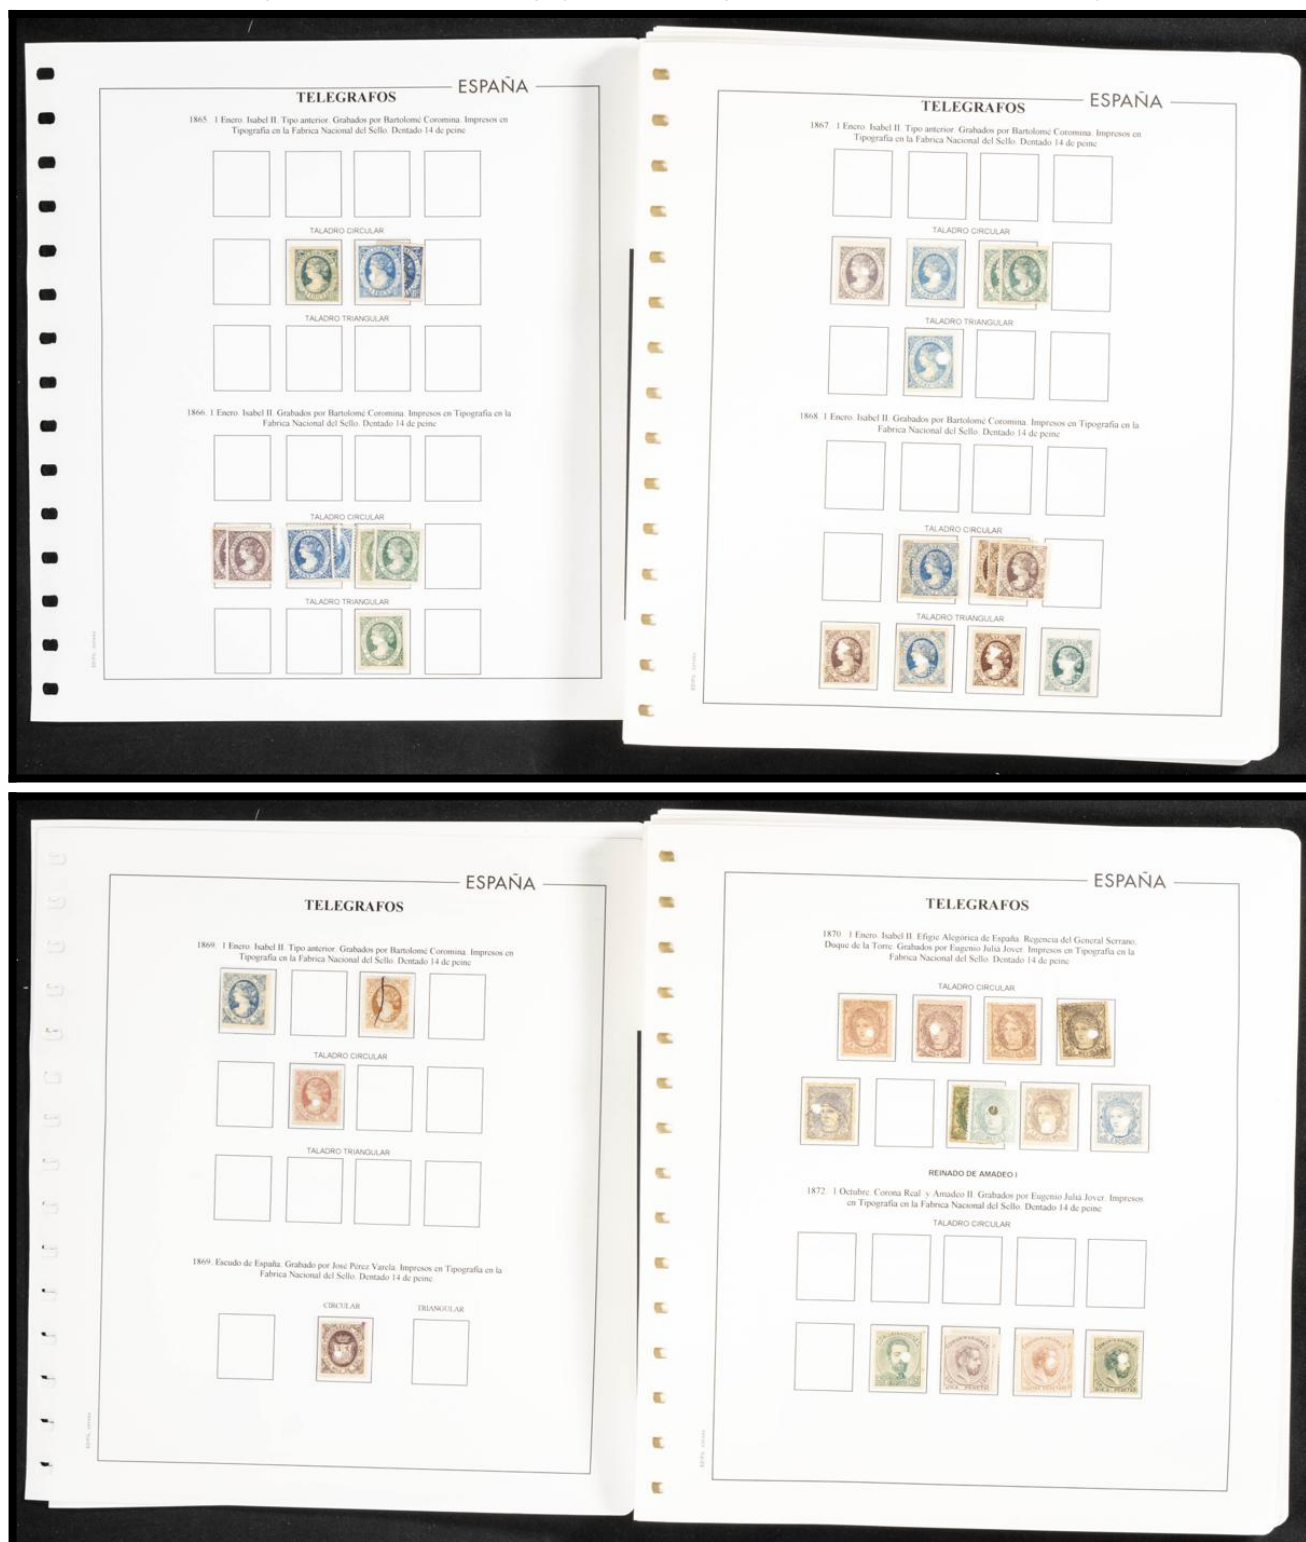 ESPAÑA
TELEGRAFOS
1865. 1 Enero. Isabel II. Tipo anterior. Grabados por Bartolomé Coromina. Impresos en
Tipografía en la Fabrica Nacional del Sello. Dentado 14 de peine
TALADRO CIRCULAR
TALADRO TRIANGULAR
1866. 1 Enero. Isabel II. Grabados por Bartolomé Coromina. Impresos en Tipografía en la
Fabrica Nacional del Sello. Dentado 14 de peine
TALADRO CIRCULAR
TALADRO TRIANGULAR
ESPAÑA
TELEGRAFOS
1867. 1 Enero. Isabel II. Tipo anterior. Grabados por Bartolomé Coromina. Impresos en
Tipografía en la Fabrica Nacional del Sello. Dentado 14 de peine
TALADRO CIRCULAR
TALADRO TRIANGULAR
1868. 1 Enero. Isabel II. Grabados por Bartolomé Coromina. Impresos en Tipografía en la
Fabrica Nacional del Sello. Dentado 14 de peine
TALADRO CIRCULAR
TALADRO TRIANGULAR
ESPAÑA
TELEGRAFOS
1869. 1 Enero. Isabel II. Tipo anterior. Grabados por Bartolomé Coromina. Impresos en
Tipografía en la Fabrica Nacional del Sello. Dentado 14 de peine
TALADRO CIRCULAR
TALADRO TRIANGULAR
1869. Escudo de España. Grabado por José Pérez Varela. Impresos en Tipografía en la
Fabrica Nacional del Sello. Dentado 14 de peine
CIRCULAR
TRIANGULAR
ESPAÑA
TELEGRAFOS
1870. 1 Enero. Isabel II. Efigie Alegórica de España. Regencia del General Serrano,
Duque de la Torre. Grabados por Eugenio Juliá Jover. Impresos en Tipografía en la
Fabrica Nacional del Sello. Dentado 14 de peine
TALADRO CIRCULAR
REINADO DE AMADEO I
1872. 1 Octubre. Corona Real y Amadeo II. Grabados por Eugenio Juliá Jover. Impresos
en Tipografía en la Fabrica Nacional del Sello. Dentado 14 de peine
TALADRO CIRCULAR